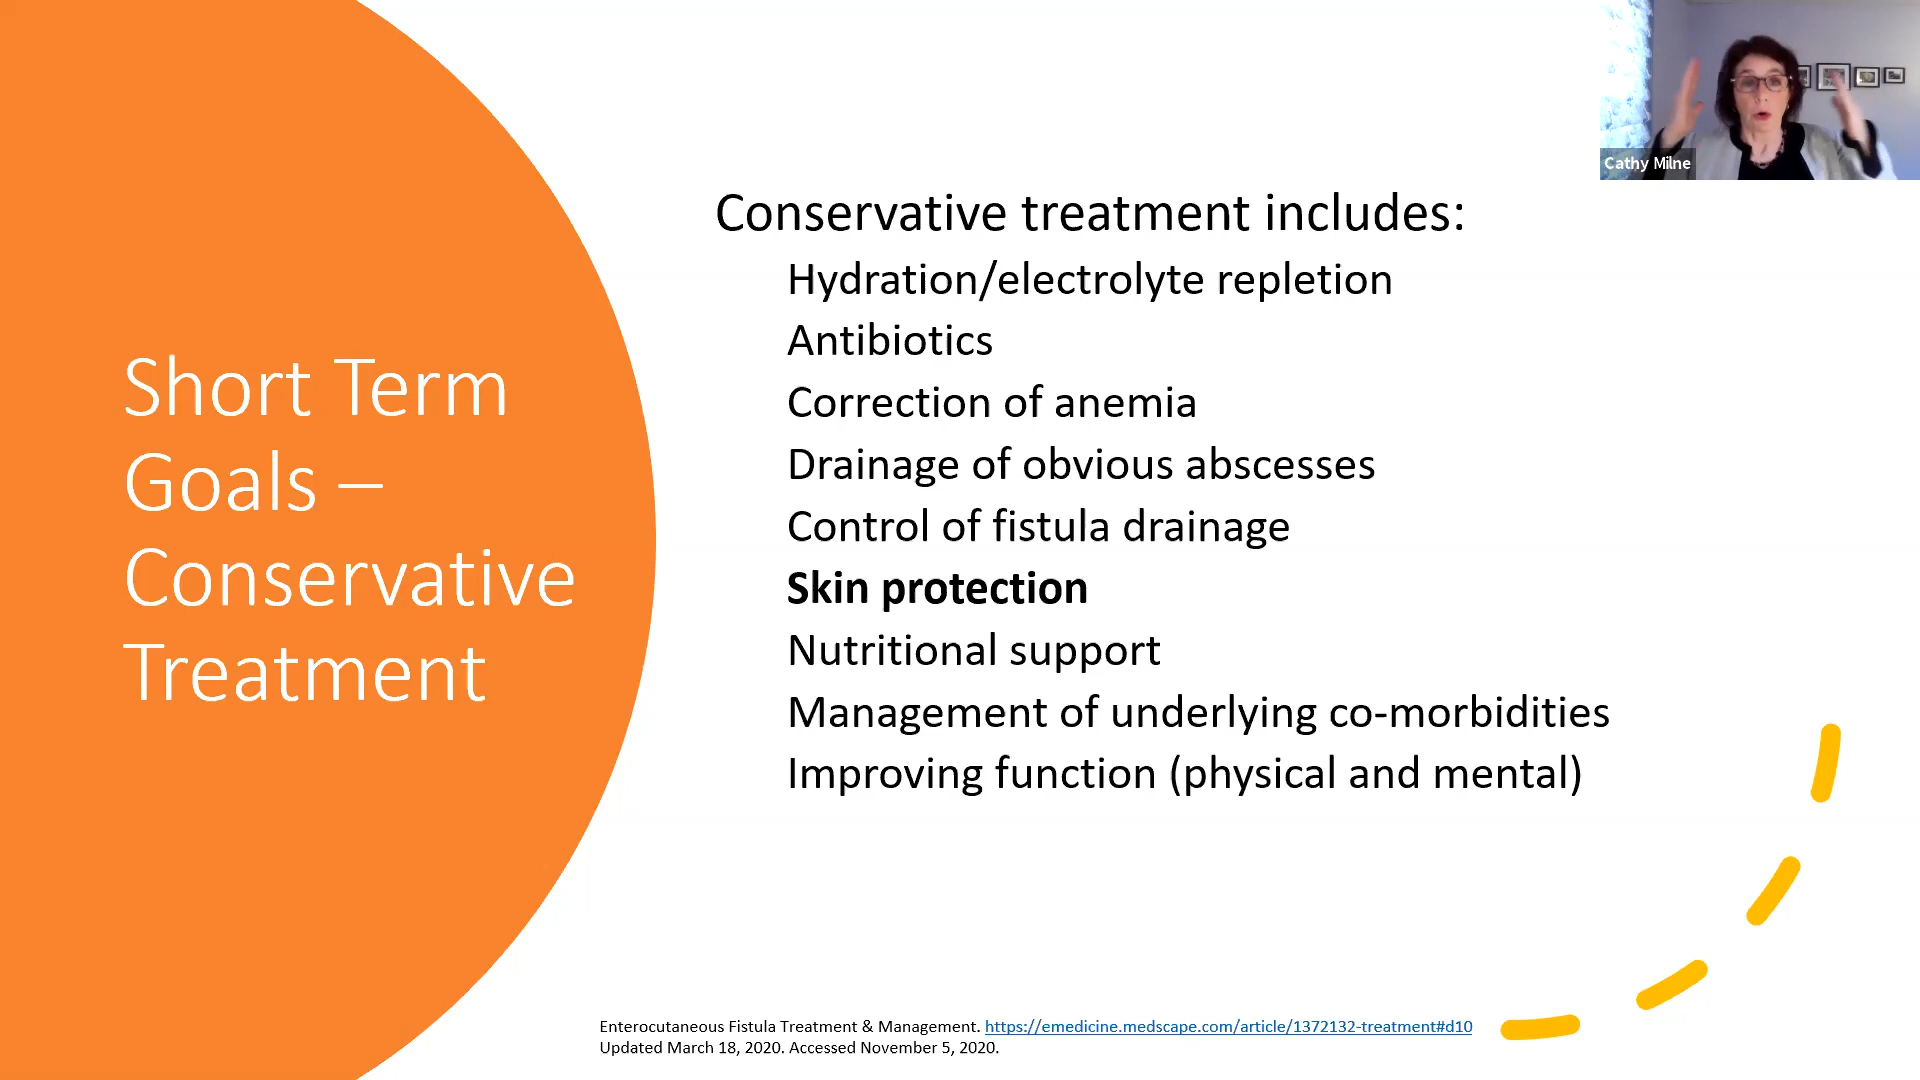 Cathy Milne
Short Term
Goals –
Conservative
Treatment
Conservative treatment includes:
Hydration/electrolyte repletion
Antibiotics
Correction of anemia
Drainage of obvious abscesses
Control of fistula drainage
Skin protection
Nutritional support
Management of underlying co-morbidities
Improving function (physical and mental)
Enterocutaneous Fistula Treatment & Management. https://emedicine.medscape.com/article/1372132-treatment#d10
Updated March 18, 2020. Accessed November 5, 2020.